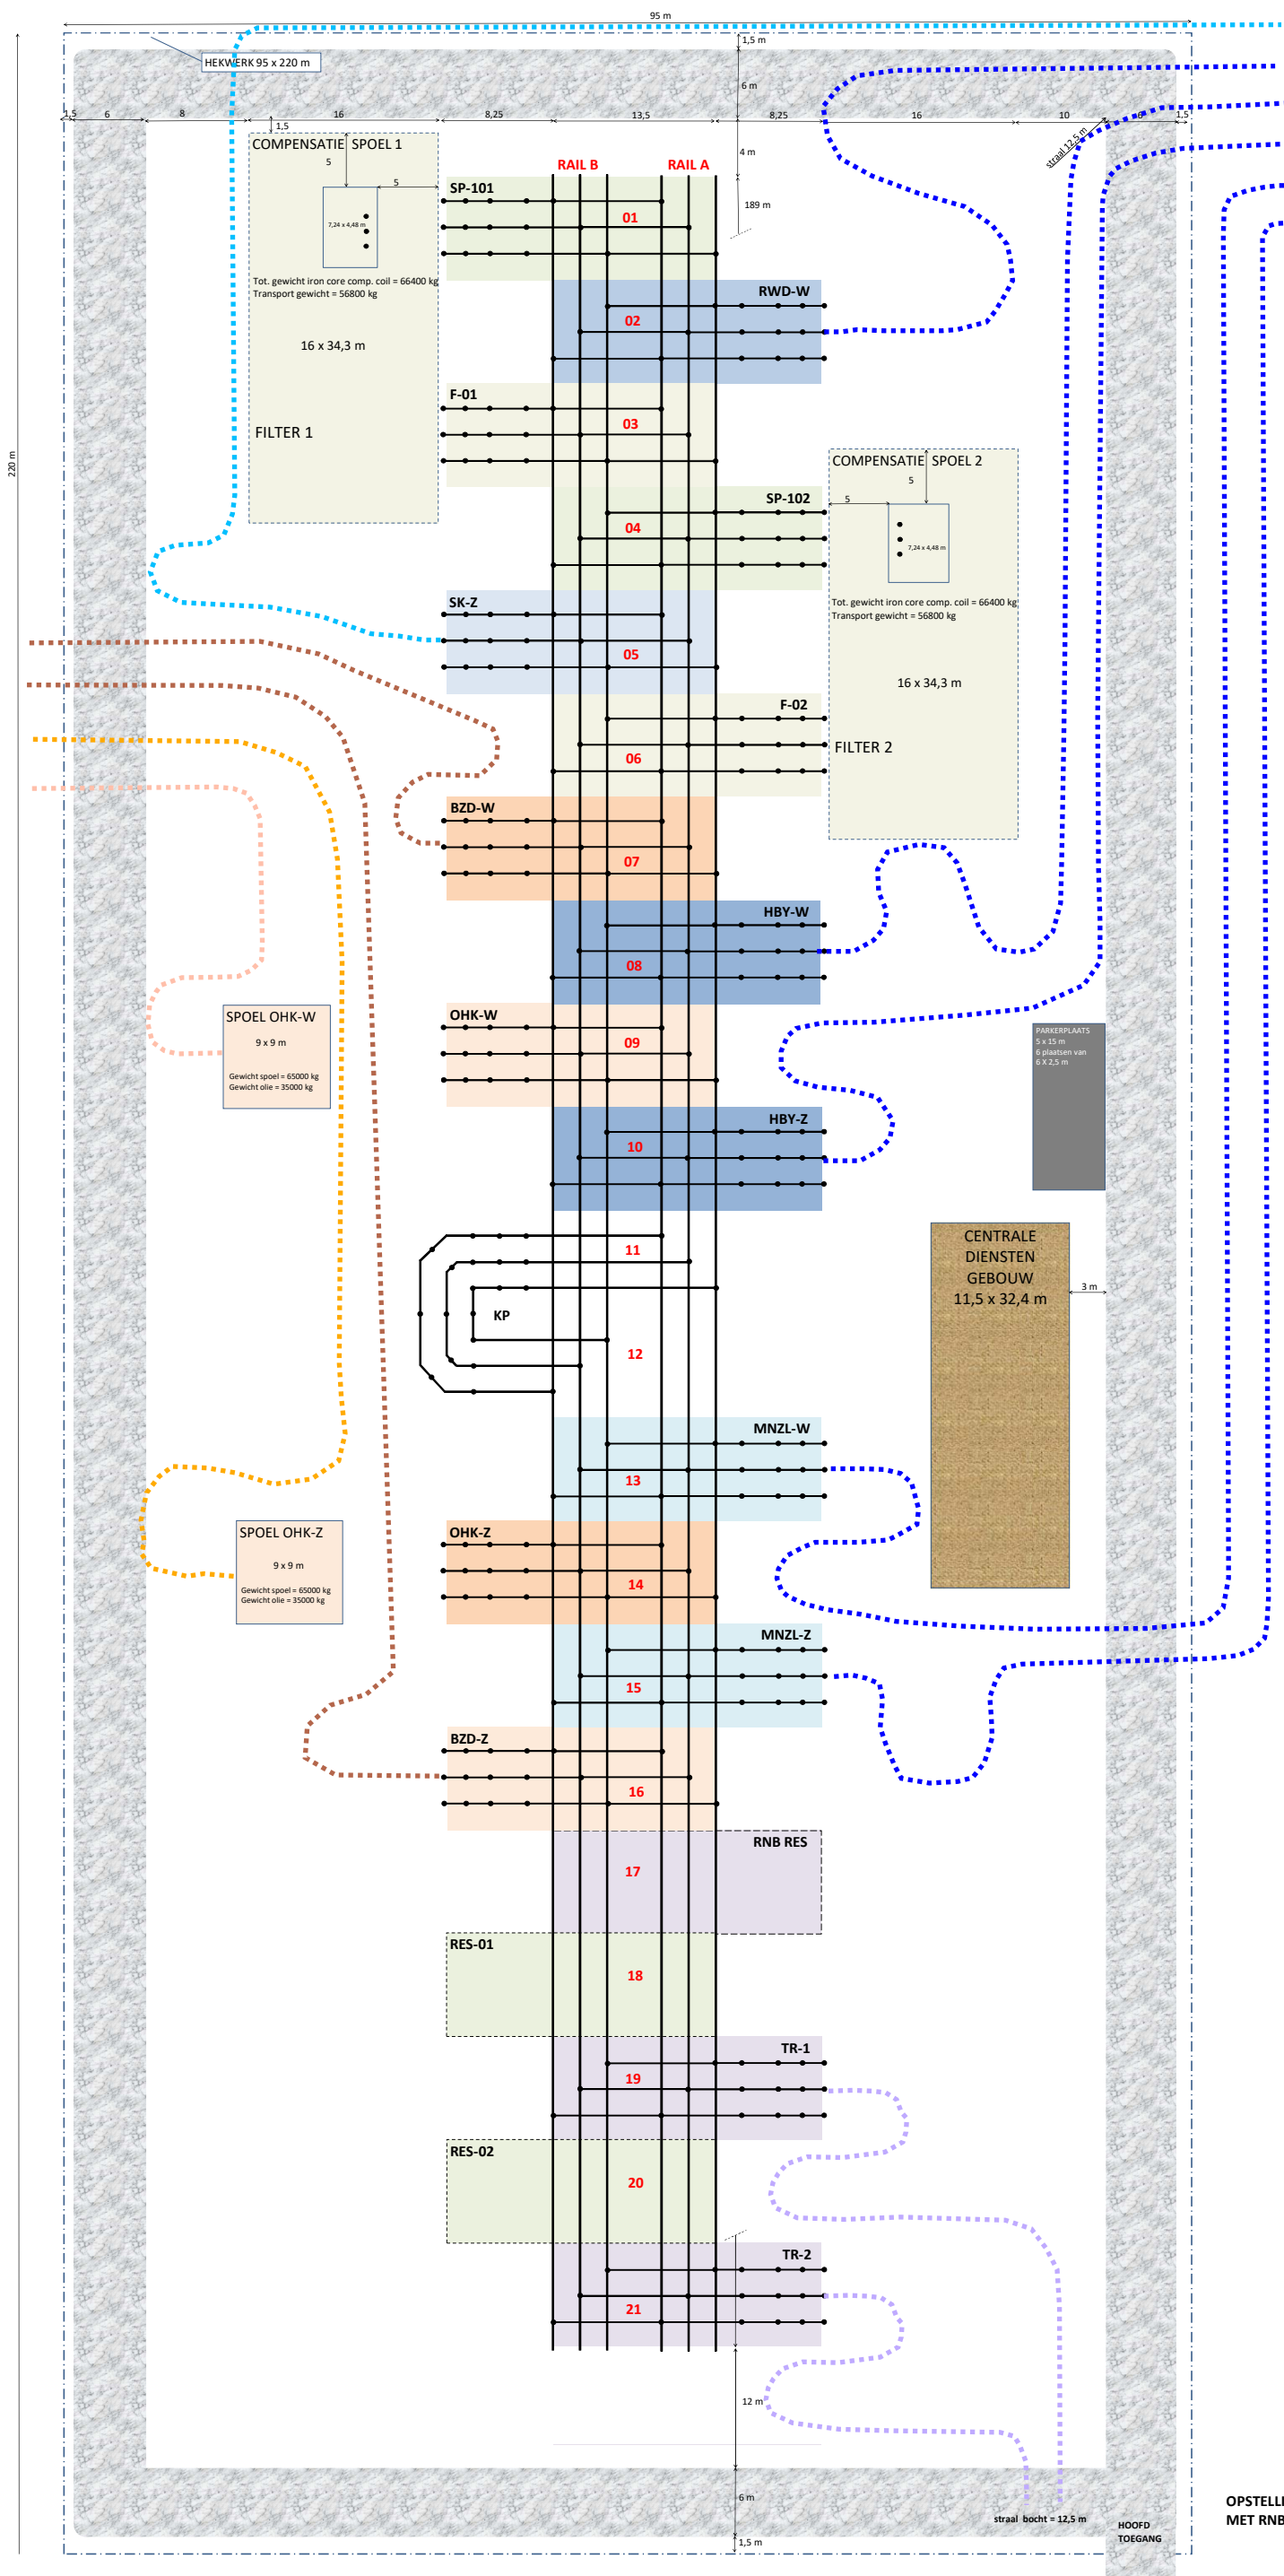 95 m
1,5 m
HEKWERK 95 x 220 m
6 m
1,5
6
8
16
8,25
13,5
8,25
16
10
6
1,5
1,5
straal 12,5 m
COMPENSATIE SPOEL 1
5
4 m
RAIL B
RAIL A
5
SP-101
189 m
7,24 x 4,48 m
01
Tot. gewicht iron core comp. coil = 66400 kg
Transport gewicht = 56800 kg
RWD-W
02
16 x 34,3 m
F-01
03
FILTER 1
220 m
COMPENSATIE SPOEL 2
5
SP-102
5
04
7,24 x 4,48 m
SK-Z
Tot. gewicht iron core comp. coil = 66400 kg
Transport gewicht = 56800 kg
05
16 x 34,3 m
F-02
FILTER 2
06
BZD-W
07
HBY-W
08
SPOEL OHK-W
9 x 9 m
Gewicht spoel = 65000 kg
Gewicht olie = 35000 kg
OHK-W
09
PARKERPLAATS
5 x 15 m
6 plaatsen van
6 X 2,5 m
HBY-Z
10
11
CENTRALE
DIENSTEN
GEBOUW
11,5 x 32,4 m
3 m
KP
12
MNZL-W
13
SPOEL OHK-Z
9 x 9 m
Gewicht spoel = 65000 kg
Gewicht olie = 35000 kg
OHK-Z
14
MNZL-Z
15
BZD-Z
16
RNB RES
17
RES-01
18
TR-1
19
RES-02
20
TR-2
21
12 m
6 m
straal bocht = 12,5 m
HOOFD
TOEGANG
1,5 m
OPSTELLI
MET RNB